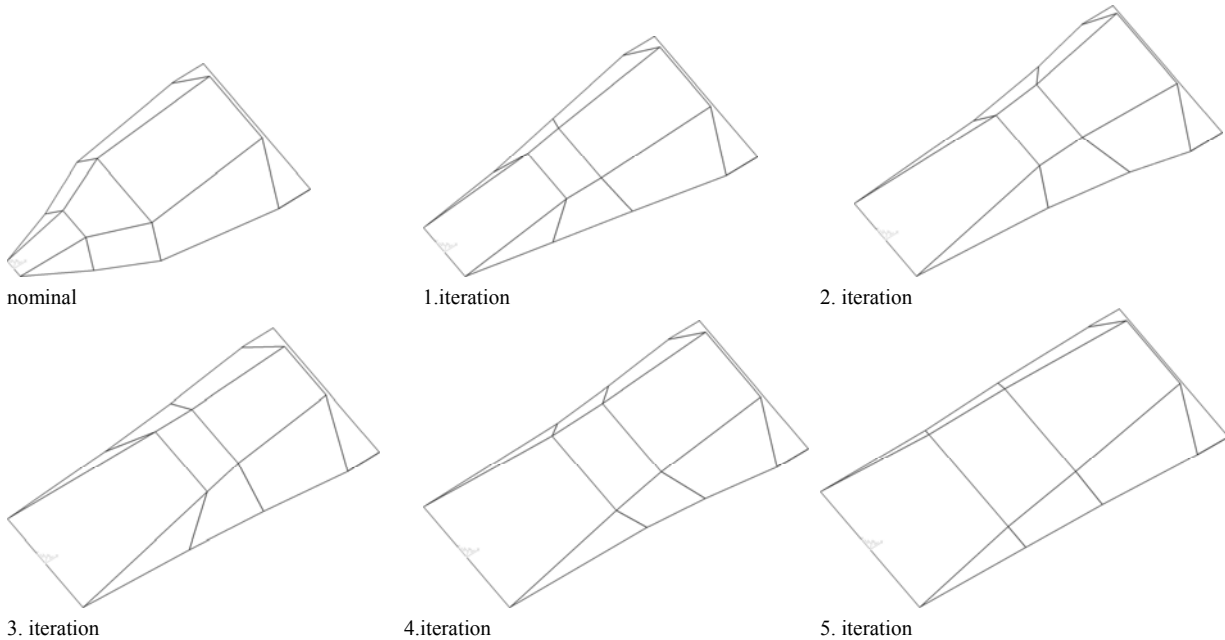 nominal
1.iteration
2. iteration
3. iteration
4.iteration
5. iteration